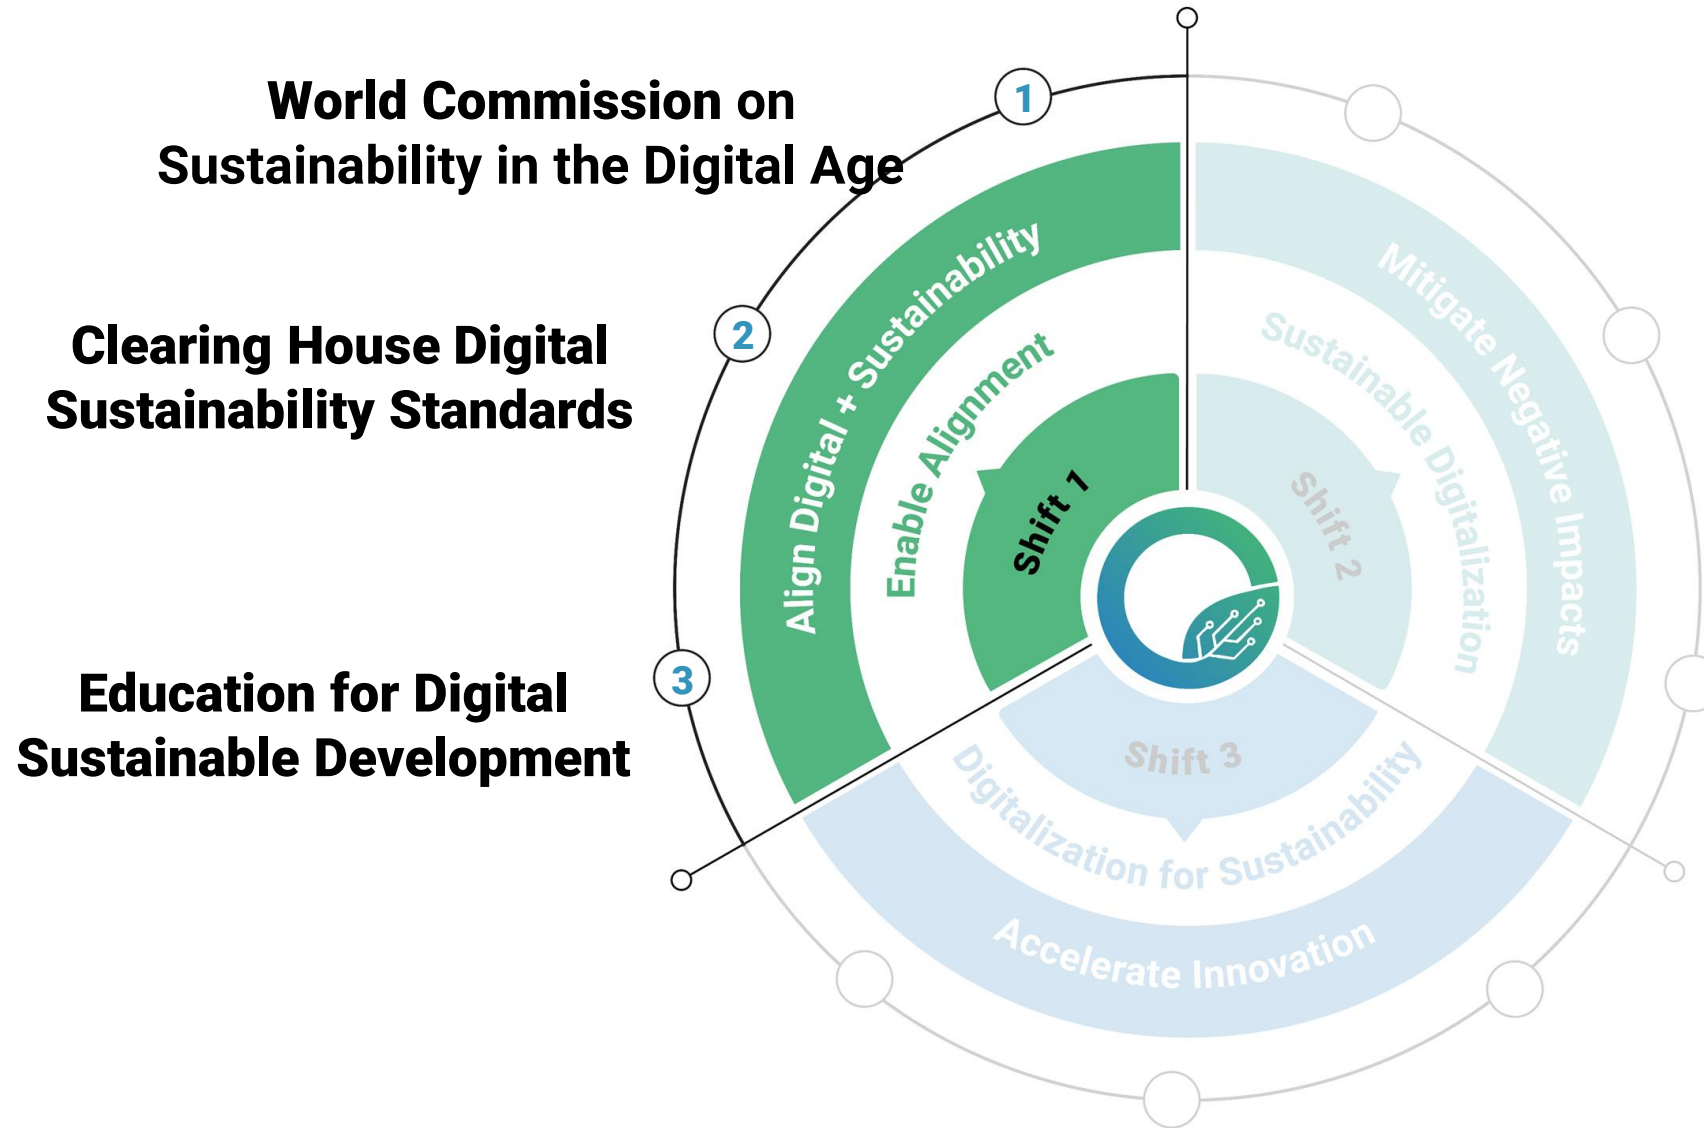 World Commission on
Sustainability in the Digital Age
Clearing House Digital
Sustainability Standards
Education for Digital
Sustainable Development
1
2
3
Align Digital + Sustainability
Enable Alignment
Shift 1
Mitigate Negative Impacts
Sustainable Digitalization
Shift 2
Shift 3
Digitalization for Sustainability
Accelerate Innovation